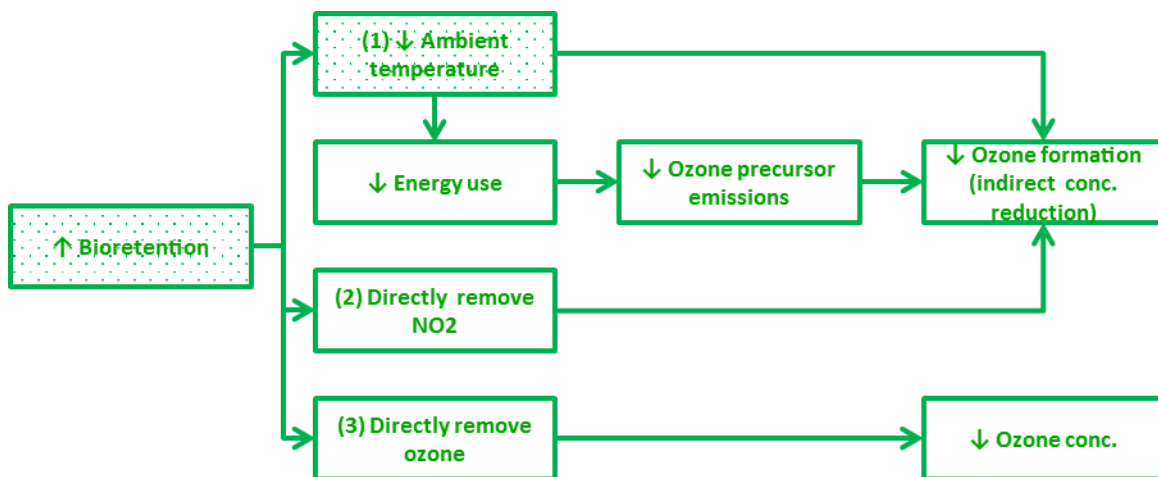 (1) ↓ Ambient
temperature
↓ Energy use
↓ Ozone precursor
emissions
↓ Ozone formation
(indirect conc.
reduction)
↑ Bioretention
(2) Directly remove
NO2
(3) Directly remove
ozone
↓ Ozone conc.